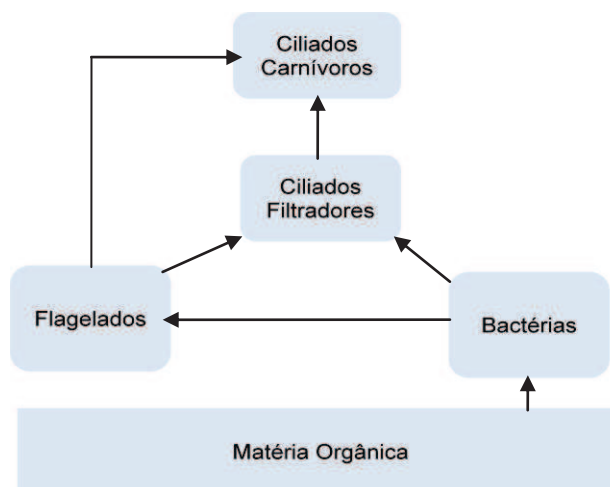 Ciliados
Carnívoros
Ciliados
Filtradores
Flagelados
Bactérias
Matéria Orgânica